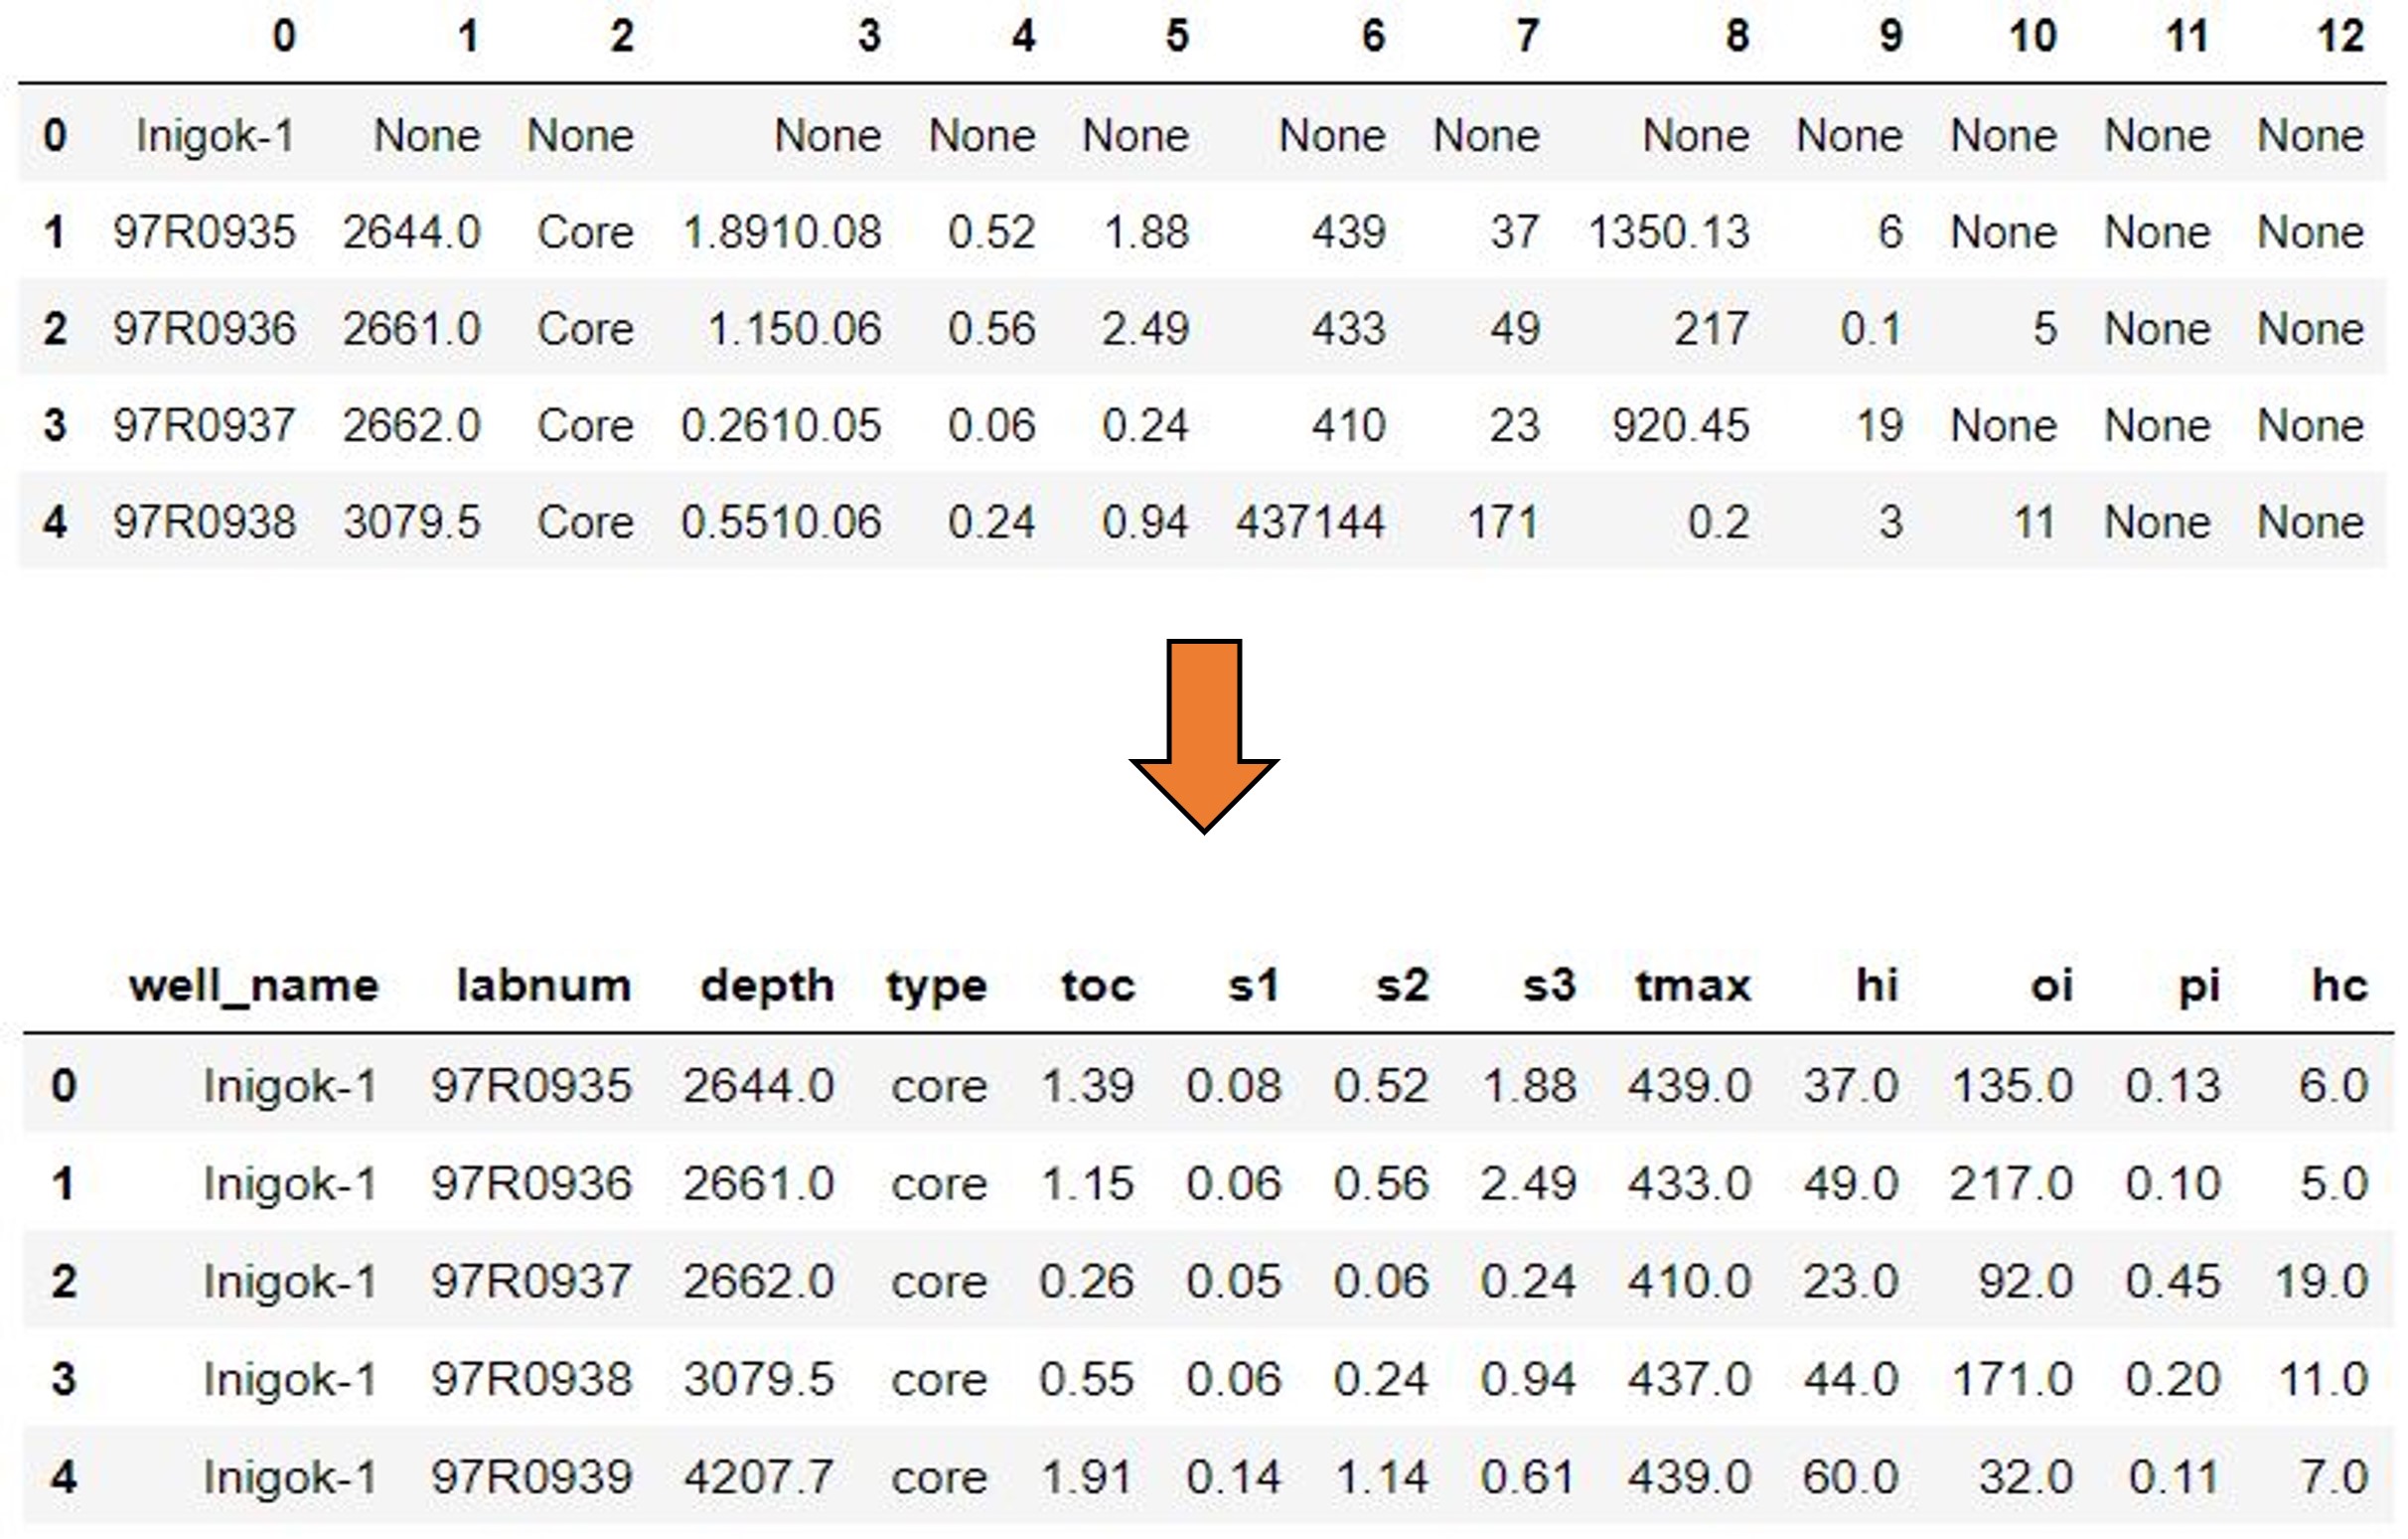 0 1 2 3 4 5 6 7 8 9 10 11 12
0 Inigok-1 None None None None None None None None None None None None
1 97R0935 2644.0 Core 1.8910.08 0.52 1.88 439 37 1350.13 6 None None None
2 97R0936 2661.0 Core 1.150.06 0.56 2.49 433 49 217 0.1 5 None None
3 97R0937 2662.0 Core 0.2610.05 0.06 0.24 410 23 920.45 19 None None None
4 97R0938 3079.5 Core 0.5510.06 0.24 0.94 437144 171 0.2 3 11 None None
well_name labnum depth type toc s1 s2 s3 tmax hi oi pi hc
0 Inigok-1 97R0935 2644.0 core 1.39 0.08 0.52 1.88 439.0 37.0 135.0 0.13 6.0
1 Inigok-1 97R0936 2661.0 core 1.15 0.06 0.56 2.49 433.0 49.0 217.0 0.10 5.0
2 Inigok-1 97R0937 2662.0 core 0.26 0.05 0.06 0.24 410.0 23.0 92.0 0.45 19.0
3 Inigok-1 97R0938 3079.5 core 0.55 0.06 0.24 0.94 437.0 44.0 171.0 0.20 11.0
4 Inigok-1 97R0939 4207.7 core 1.91 0.14 1.14 0.61 439.0 60.0 32.0 0.11 7.0